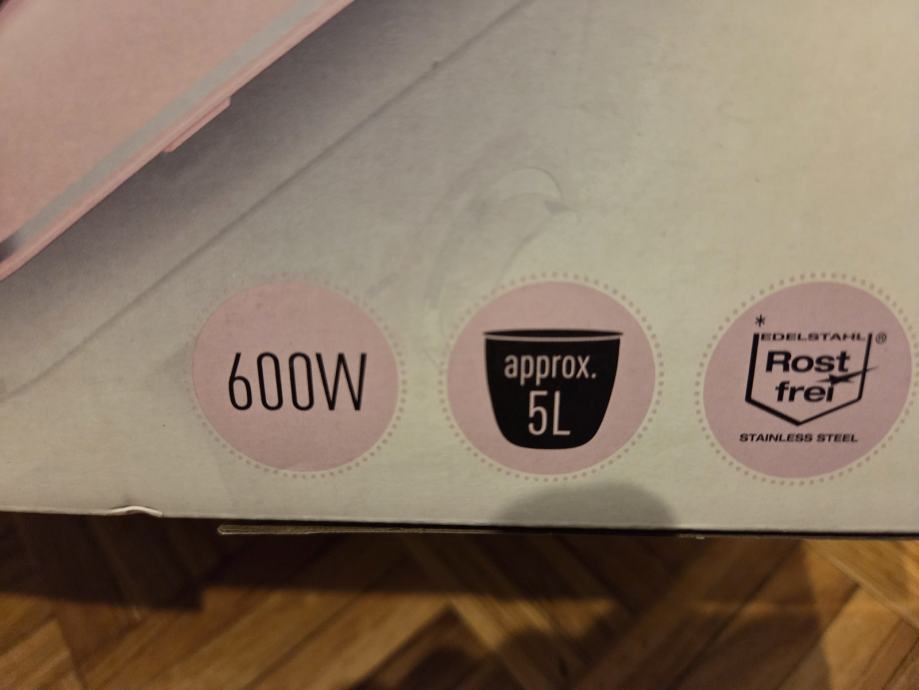 600W
approx.
5L
*
EDELSTAHL®
Rost
frei
STAINLESS STEEL